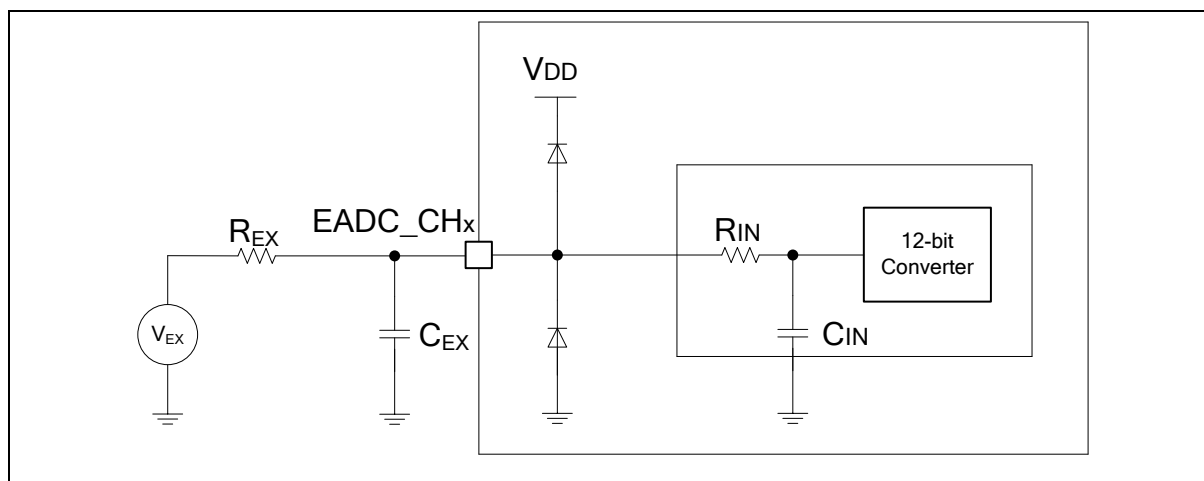 VDD
EADC_CHx
REX
RIN
12-bit
Converter
VEX
CEX
CIN